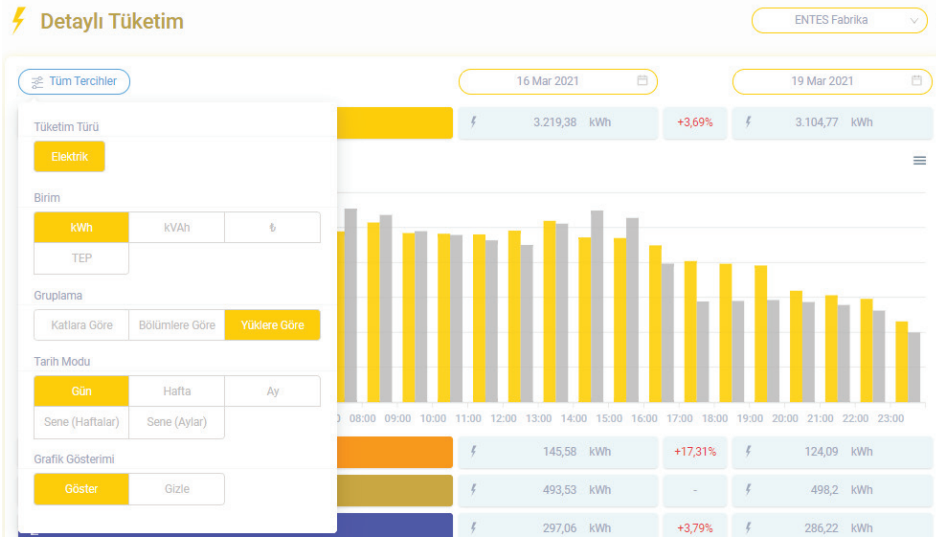 Detaylı Tüketim
ENTES Fabrika
Tüm Tercihler
16 Mar 2021
19 Mar 2021
Tüketim Türü
Elektrik
Birim
kWh kVAh ₺
TEP
Gruplama
Katlara Göre Bölümlere Göre Yüklere Göre
Tarih Modu
Gün Hafta Ay
Sene (Haftalar) Sene (Aylar)
Grafik Gösterimi
Göster Gizle
3.219,38 kWh +3,69% 3.104,77 kWh
08:00 09:00 10:00 11:00 12:00 13:00 14:00 15:00 16:00 17:00 18:00 19:00 20:00 21:00 22:00 23:00
145,58 kWh +17,31% 124,09 kWh
493,53 kWh - 498,2 kWh
297,06 kWh +3,79% 286,22 kWh